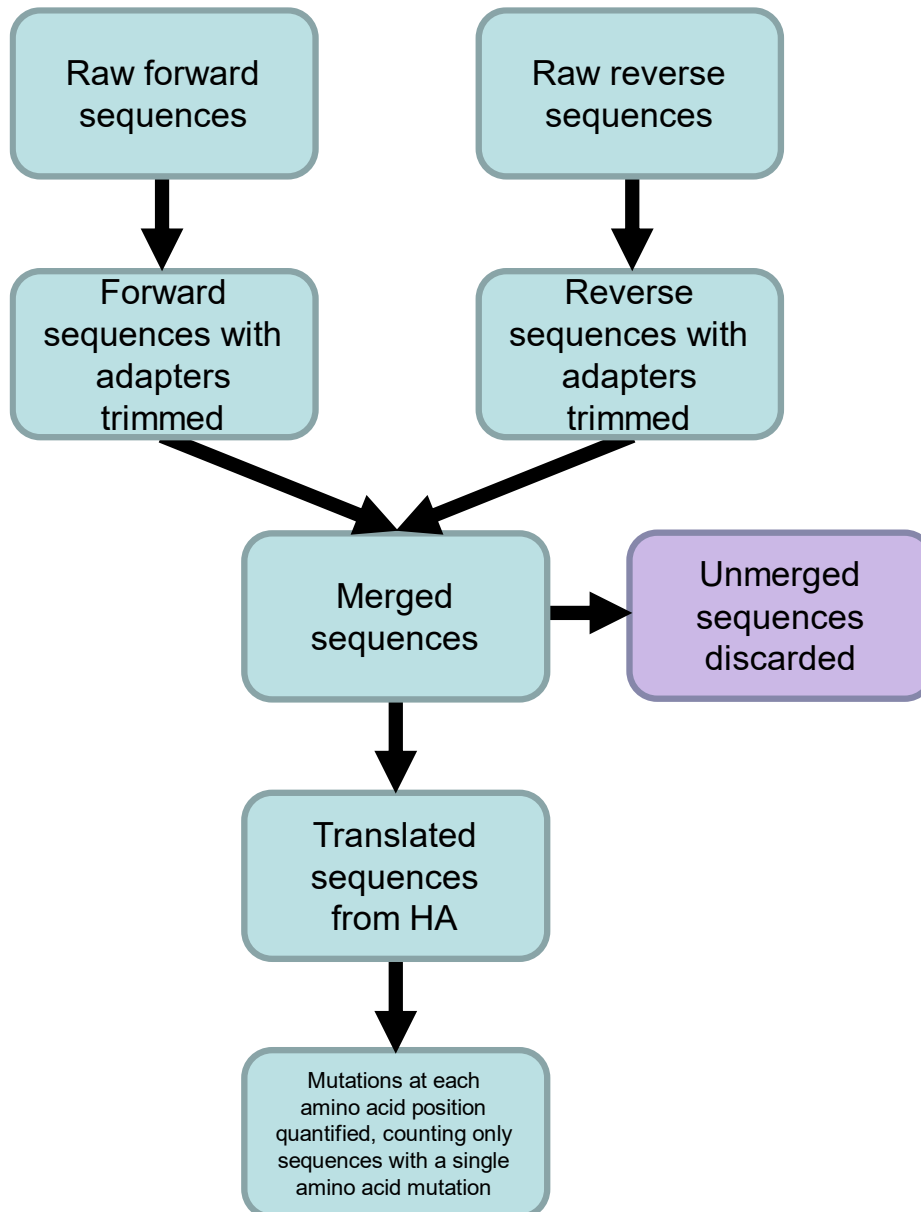 Raw forward
sequences
Raw reverse
sequences
Forward
sequences with
adapters
trimmed
Reverse
sequences with
adapters
trimmed
Merged
sequences
Unmerged
sequences
discarded
Translated
sequences
from HA
Mutations at each
amino acid position
quantified, counting only
sequences with a single
amino acid mutation